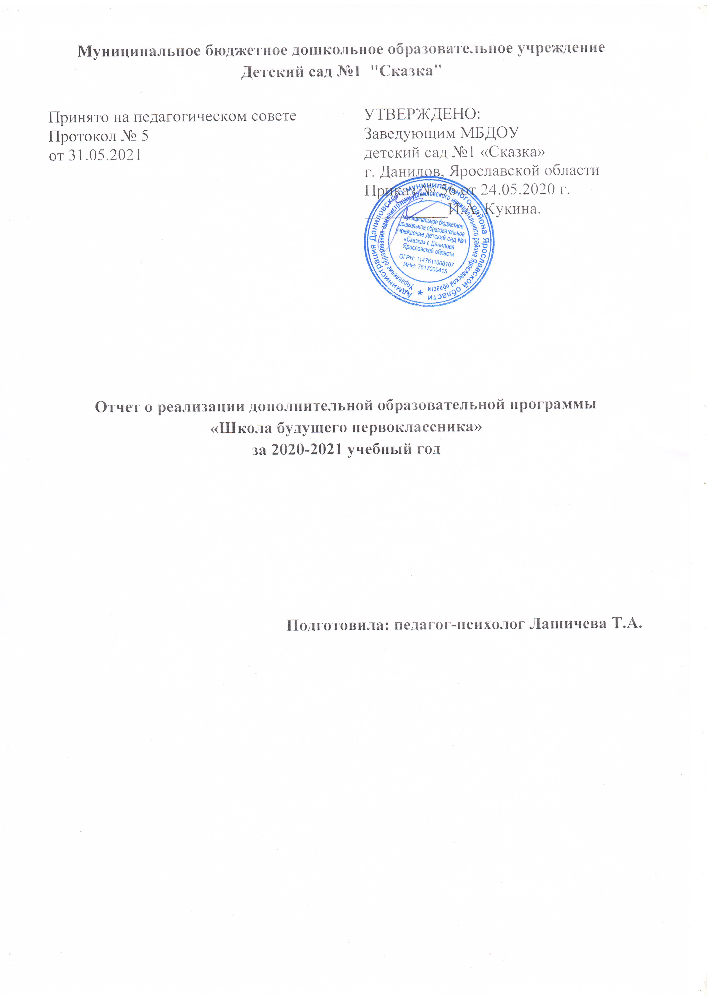 Муниципальное бюджетное дошкольное образовательное учреждение
Детский сад №1 "Сказка"
Принято на педагогическом совете
Протокол № 5
от 31.05.2021
УТВЕРЖДЕНО:
Заведующим МБДОУ
детский сад №1 «Сказка»
г. Данилов, Ярославской области
Приказ № 56 от 24.05.2020 г.
____________И.А. Кукина.
Администрация Даниловского муниципального района Ярославской области
Управление образования администрации Даниловского муниципального района Ярославской области
муниципальное бюджетное
дошкольное образовательное
учреждение детский сад №1
«Сказка» г. Данилова
Ярославской области
ОГРН: 1147611000107
ИНН: 7617009415
Отчет о реализации дополнительной образовательной программы
«Школа будущего первоклассника»
за 2020-2021 учебный год
Подготовила: педагог-психолог Лашичева Т.А.